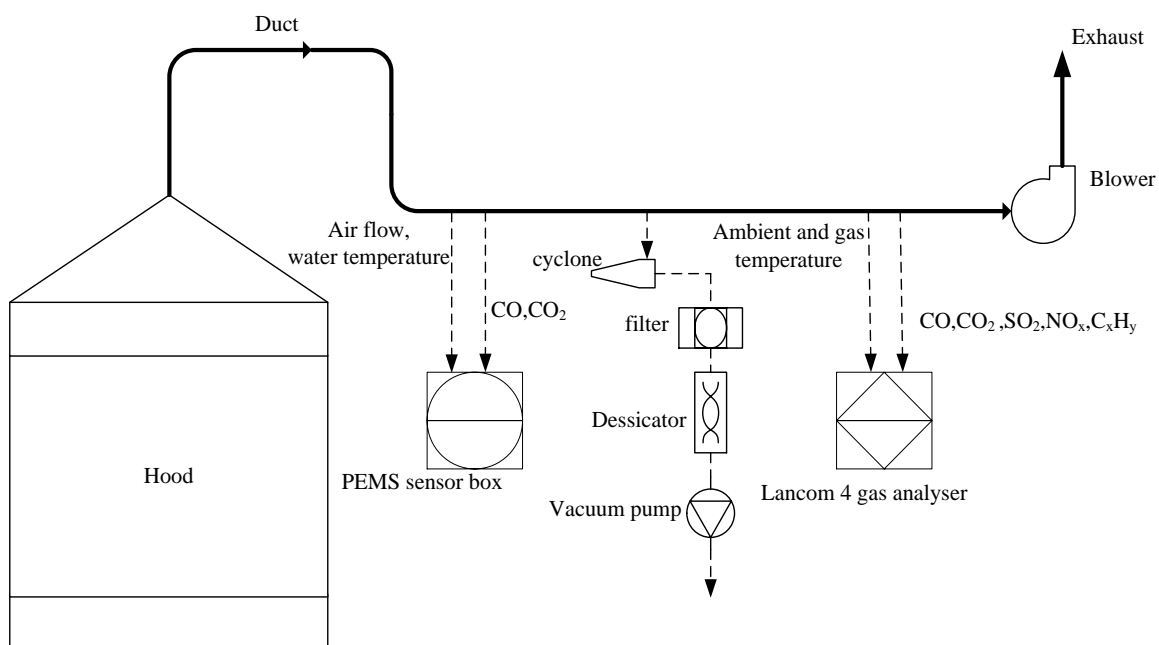 Duct
Exhaust
Blower
Air flow,
water temperature
cyclone
Ambient and gas
temperature
CO,CO₂
filter
CO,CO₂ ,SO₂,NOₓ,CₓHᵧ
Dessicator
Hood
PEMS sensor box
Lancom 4 gas analyser
Vacuum pump